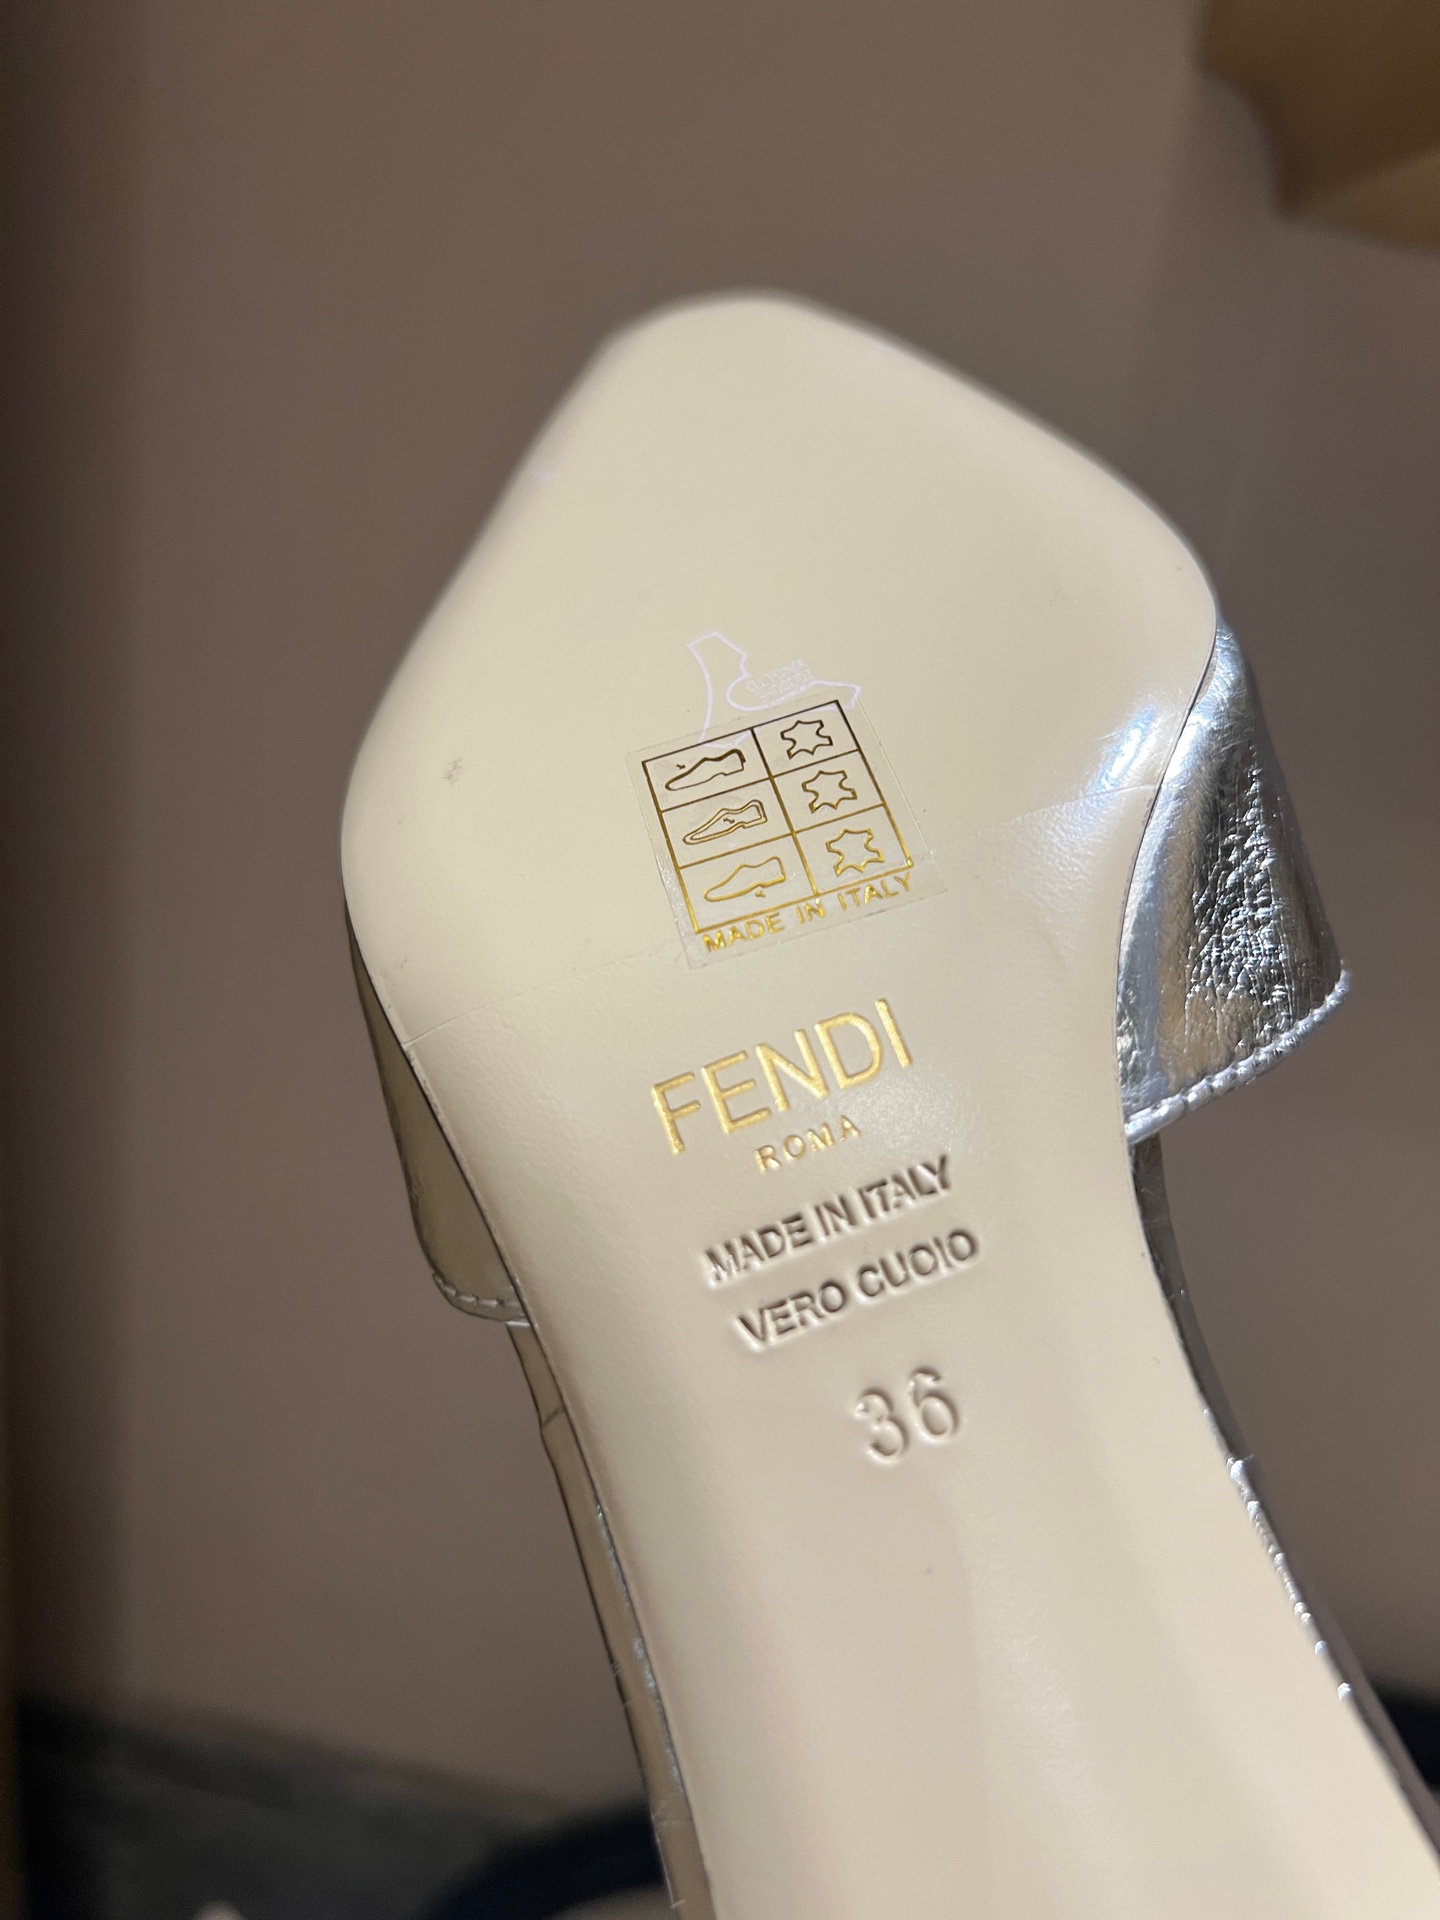 MADE IN ITALY
FENDI
ROMA
MADE IN ITALY
VERO CUOIO
36